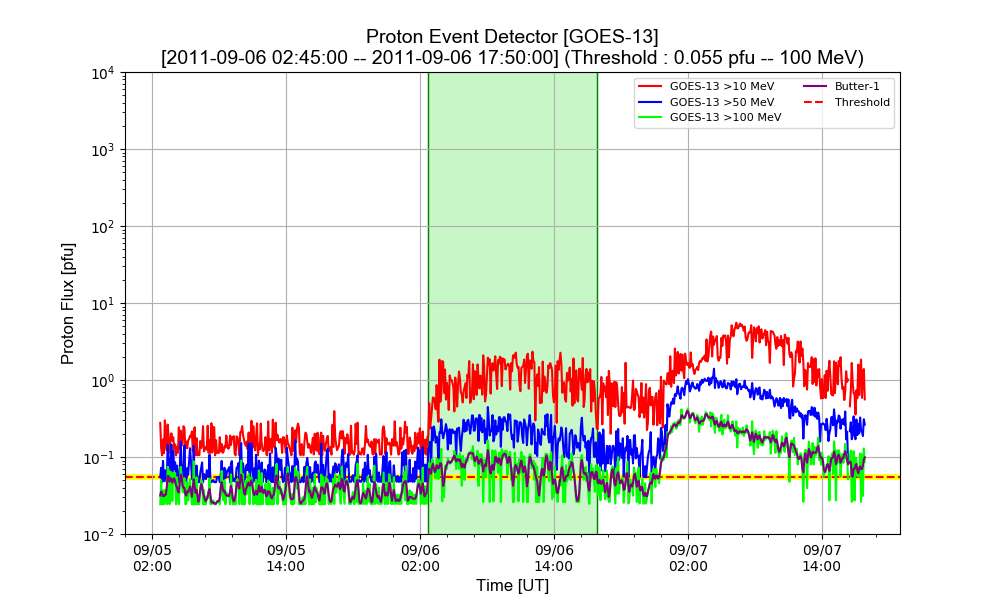 Proton Event Detector [GOES-13]
[2011-09-06 02:45:00 -- 2011-09-06 17:50:00] (Threshold : 0.055 pfu -- 100 MeV)
GOES-13 >10 MeV
GOES-13 >50 MeV
GOES-13 >100 MeV
Butter-1
Threshold
Proton Flux [pfu]
10^4
10^3
10^2
10^1
10^0
10^-1
10^-2
09/05 09/05 09/06 09/06 09/07 09/07
02:00 14:00 02:00 14:00 02:00 14:00
Time [UT]